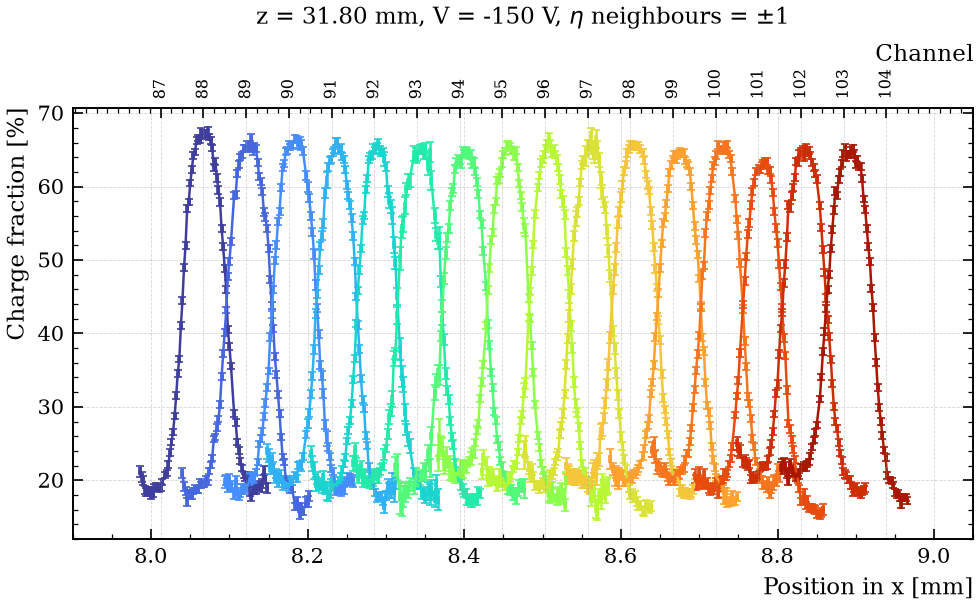 z = 31.80 mm, V = -150 V, η neighbours = ±1
Channel
87 88 89 90 91 92 93 94 95 96 97 98 99 100 101 102 103 104
Charge fraction [%]
70
60
50
40
30
20
8.0 8.2 8.4 8.6 8.8 9.0
Position in x [mm]